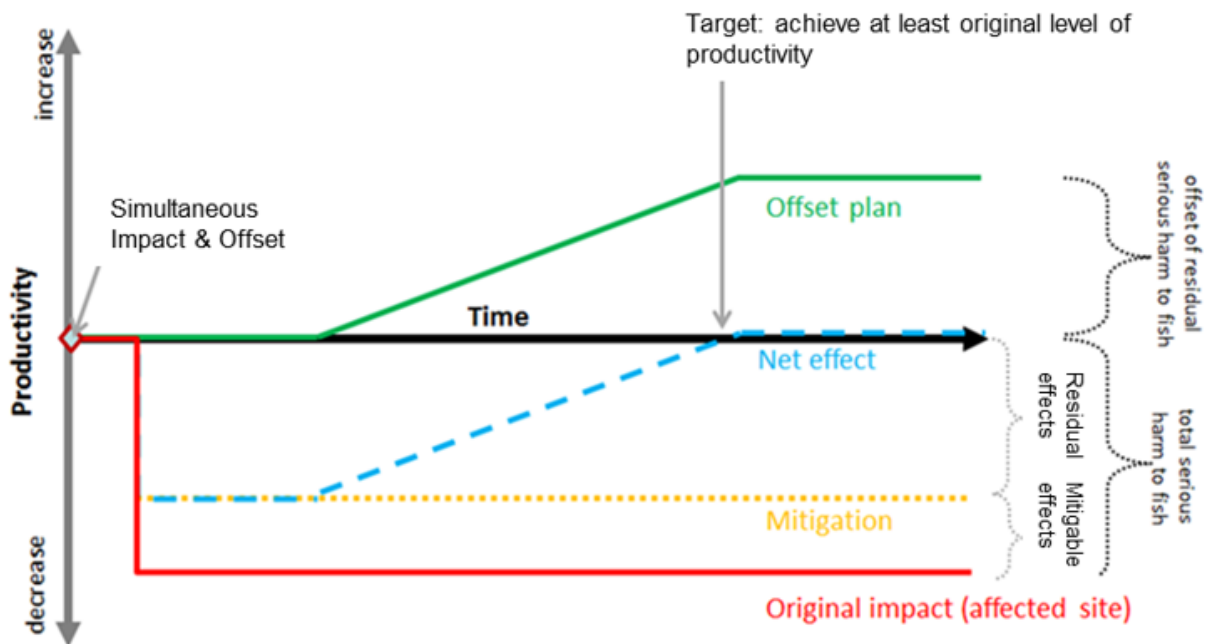 Target: achieve at least original level of
productivity
increase
Simultaneous
Impact & Offset
Offset plan
offset of residual
serious harm to fish
Productivity
Time
Net effect
Residual
effects
Mitigable
effects
total serious
harm to fish
Mitigation
decrease
Original impact (affected site)